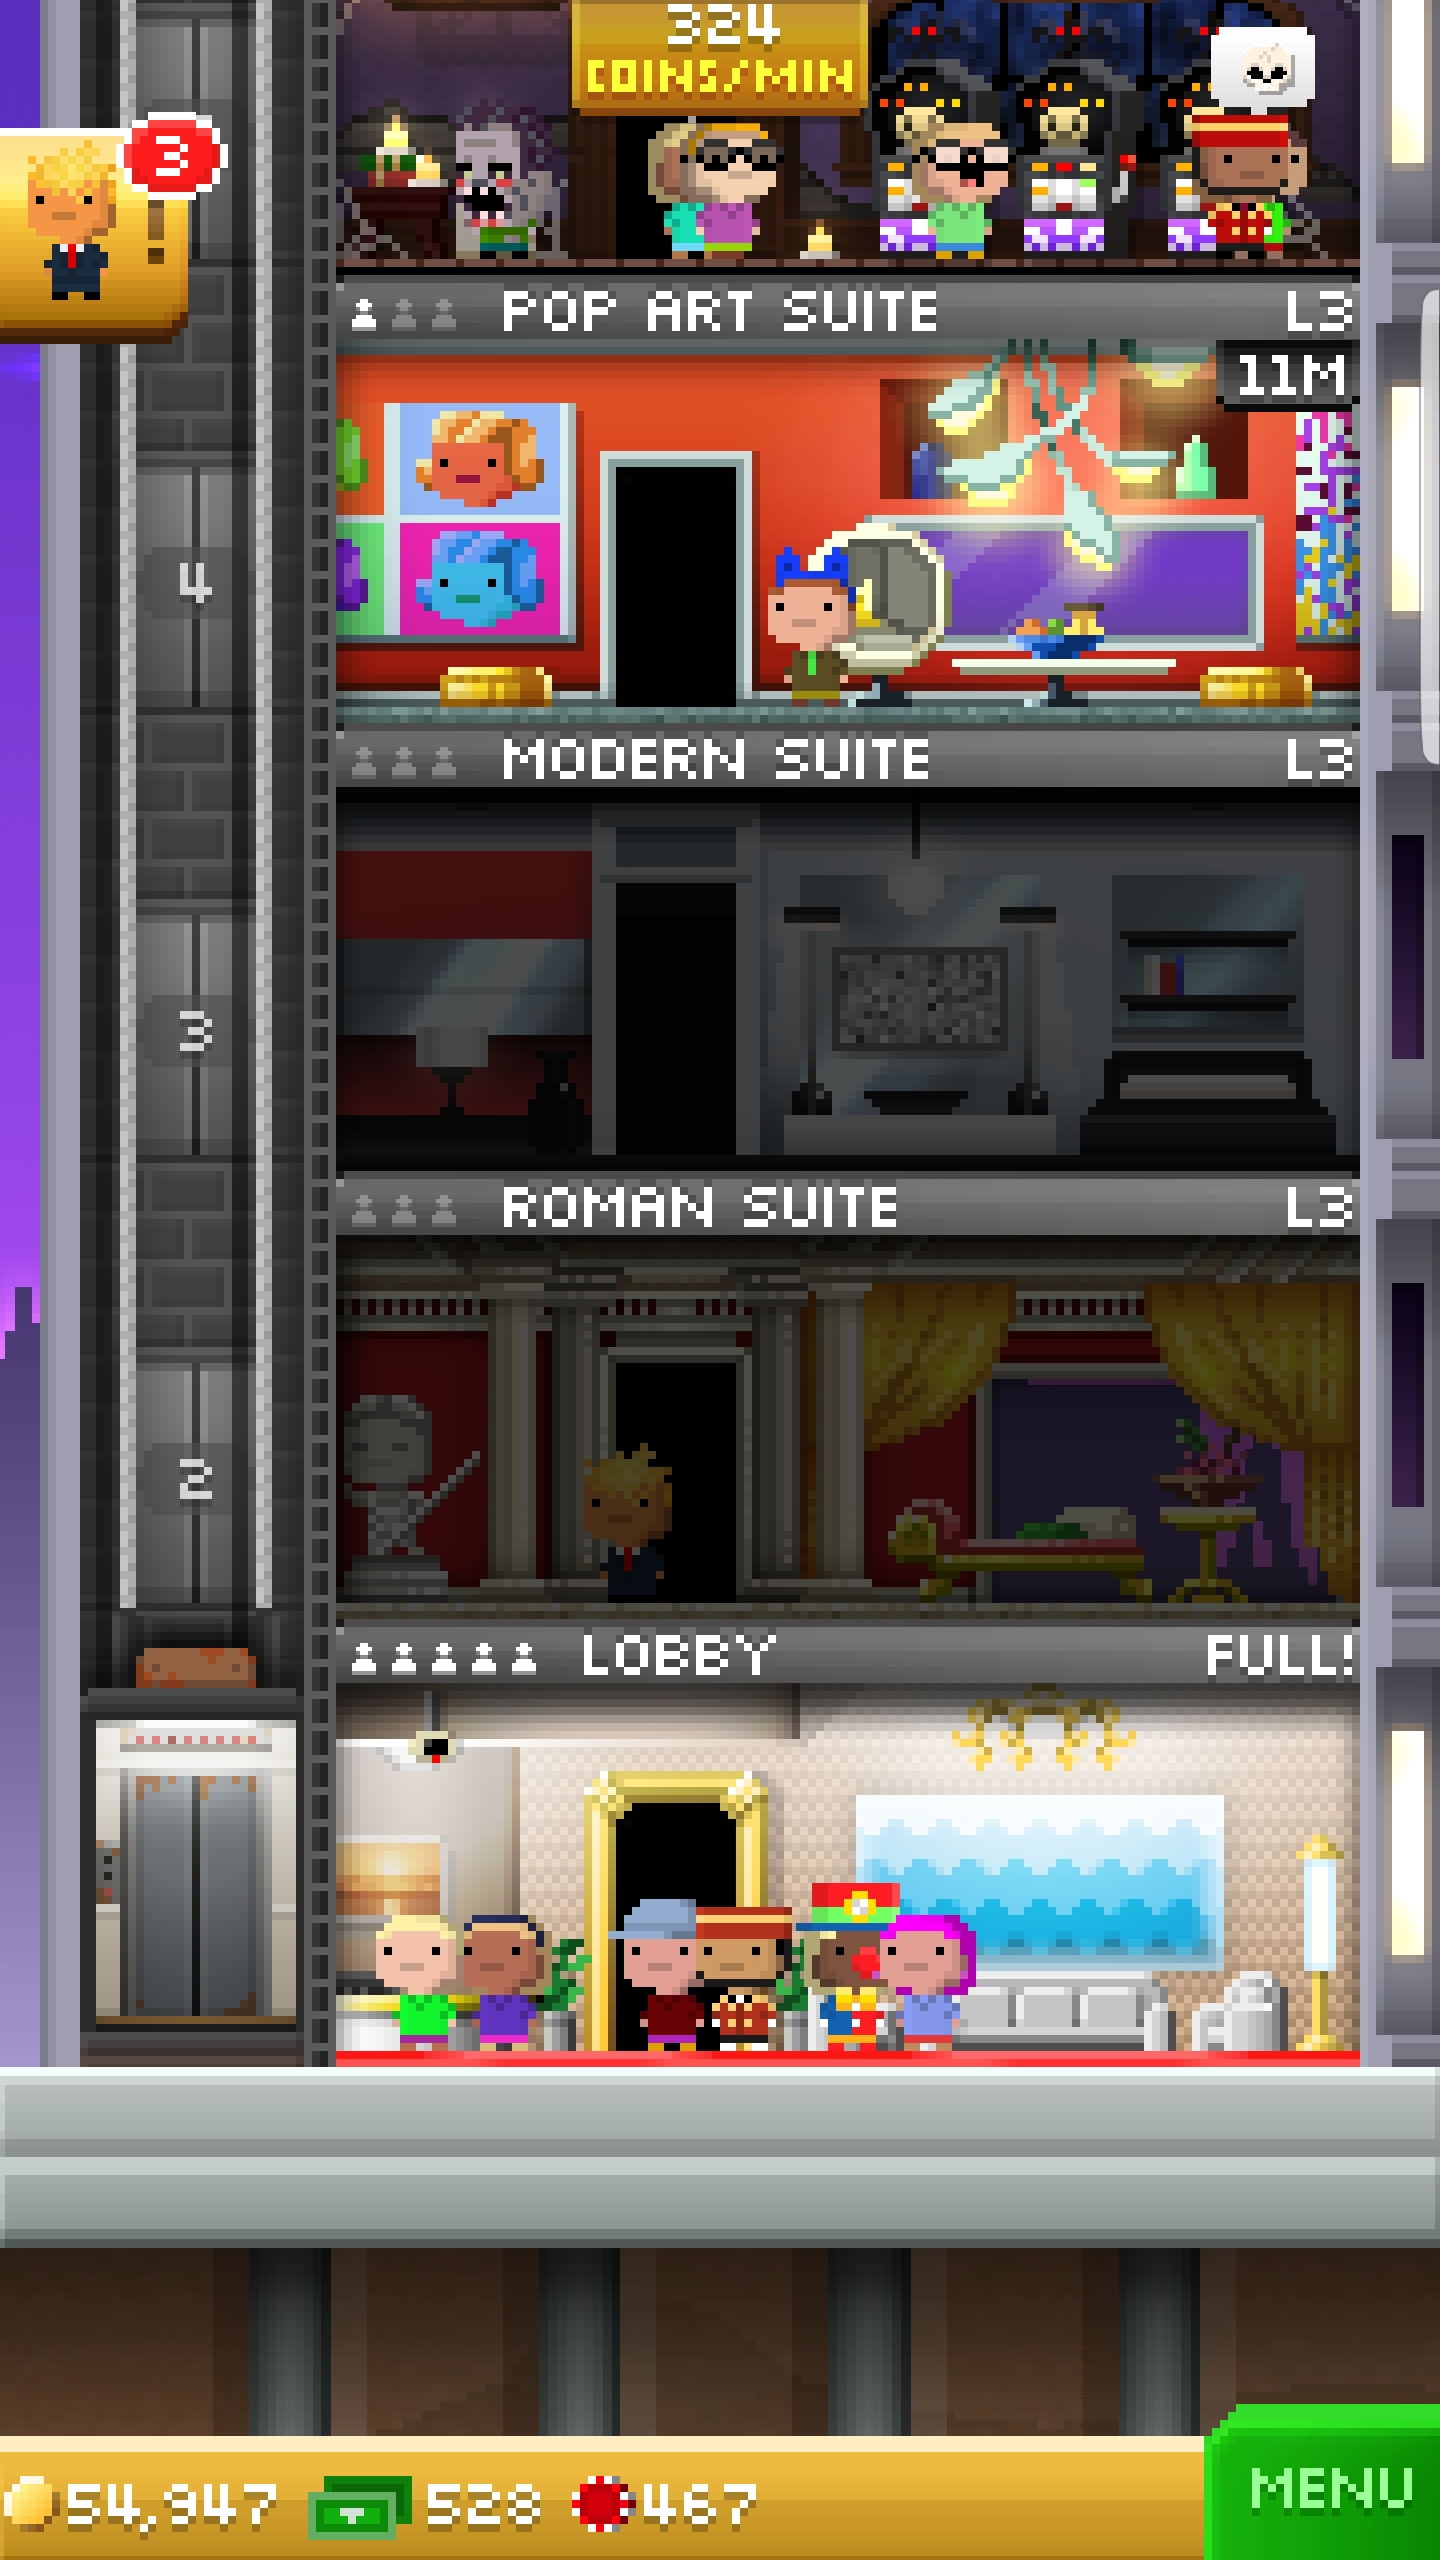 324
COINS/MIN
3
POP ART SUITE L3
11M
4
MODERN SUITE L3
3
ROMAN SUITE L3
2
LOBBY FULL!
54,947 528 467
MENU